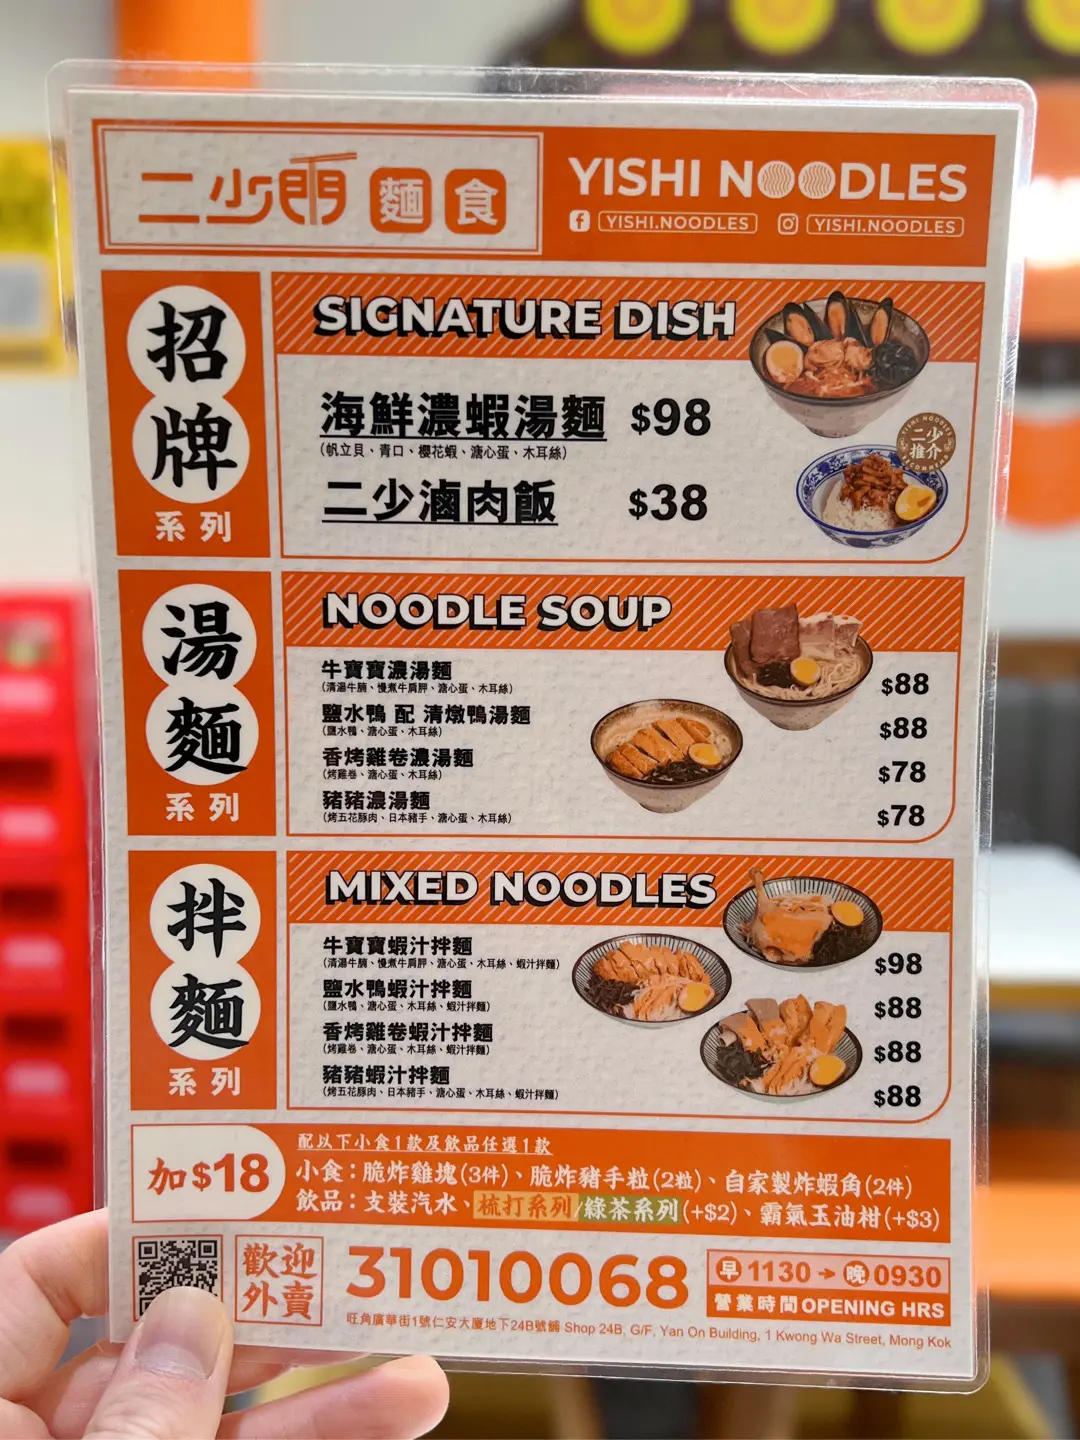 二少爺 麵食
YISHI NOODLES
YISHI.NOODLES YISHI.NOODLES
招牌系列
SIGNATURE DISH
海鮮濃蝦湯麵 $98
(帆立貝、青口、櫻花蝦、溏心蛋、木耳絲)
二少滷肉飯 $38
二少推介
湯麵系列
NOODLE SOUP
牛寶寶濃湯麵 $88
(清湯牛腩、慢煮牛肩胛、溏心蛋、木耳絲)
鹽水鴨 配 清燉鴨湯麵 $88
(鹽水鴨、溏心蛋、木耳絲)
香烤雞卷濃湯麵 $78
(烤雞卷、溏心蛋、木耳絲)
豬豬濃湯麵 $78
(烤五花豚肉、日本豬手、溏心蛋、木耳絲)
拌麵系列
MIXED NOODLES
牛寶寶蝦汁拌麵 $98
(清湯牛腩、慢煮牛肩胛、溏心蛋、木耳絲、蝦汁拌麵)
鹽水鴨蝦汁拌麵 $88
(鹽水鴨、溏心蛋、木耳絲、蝦汁拌麵)
香烤雞卷蝦汁拌麵 $88
(烤雞卷、溏心蛋、木耳絲、蝦汁拌麵)
豬豬蝦汁拌麵 $88
(烤五花豚肉、日本豬手、溏心蛋、木耳絲、蝦汁拌麵)
加$18
配以下小食1款及飲品任選1款
小食：脆炸雞塊(3件)、脆炸豬手粒(2粒)、自家製炸蝦角(2件)
飲品：支裝汽水、梳打系列/綠茶系列(+$2)、霸氣玉油柑(+$3)
歡迎外賣
31010068
早1130→晚0930
營業時間OPENING HRS
旺角廣華街1號仁安大廈地下24B號舖 Shop 24B, G/F, Yan On Building, 1 Kwong Wa Street, Mong Kok